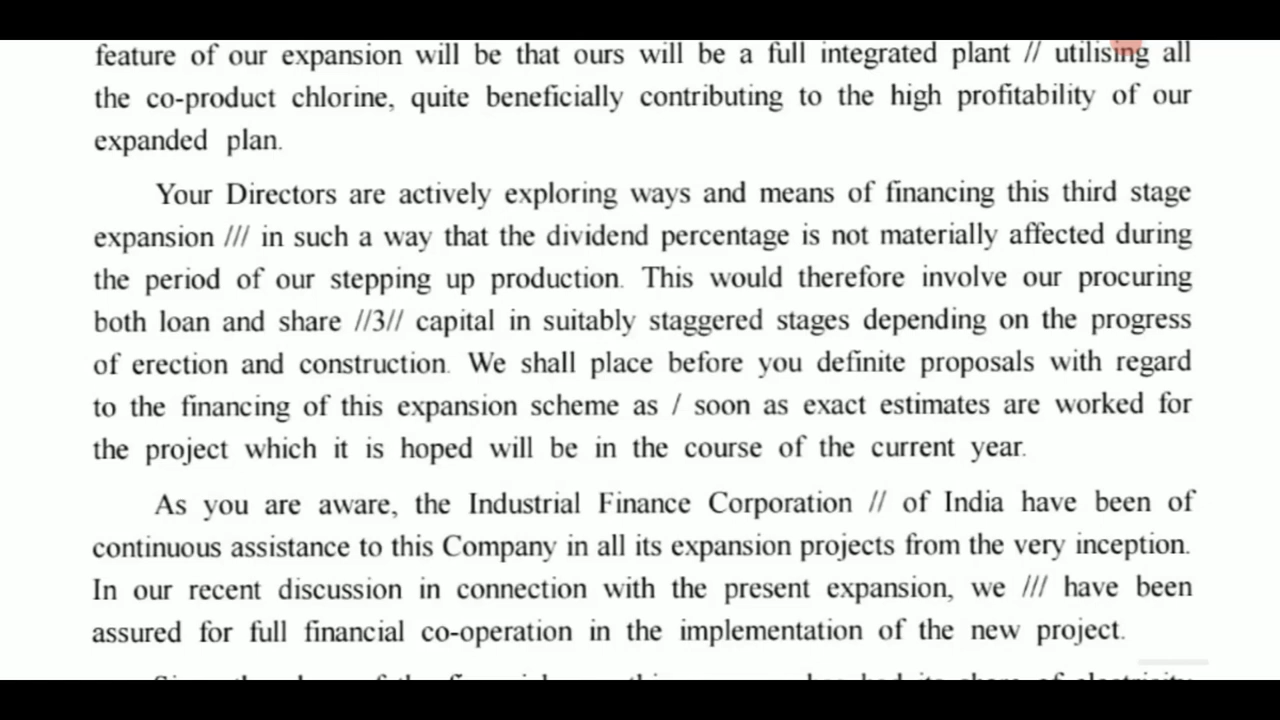 feature of our expansion will be that ours will be a full integrated plant // utilising all
the co-product chlorine, quite beneficially contributing to the high profitability of our
expanded plan.
Your Directors are actively exploring ways and means of financing this third stage
expansion /// in such a way that the dividend percentage is not materially affected during
the period of our stepping up production. This would therefore involve our procuring
both loan and share //3// capital in suitably staggered stages depending on the progress
of erection and construction. We shall place before you definite proposals with regard
to the financing of this expansion scheme as / soon as exact estimates are worked for
the project which it is hoped will be in the course of the current year.
As you are aware, the Industrial Finance Corporation // of India have been of
continuous assistance to this Company in all its expansion projects from the very inception.
In our recent discussion in connection with the present expansion, we /// have been
assured for full financial co-operation in the implementation of the new project.